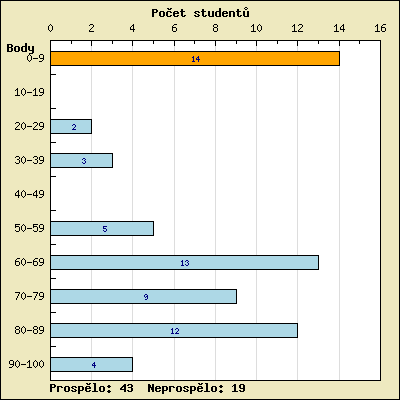 Počet studentů
0 2 4 6 8 10 12 14 16
Body
0-9 14
10-19
20-29 2
30-39 3
40-49
50-59 5
60-69 13
70-79 9
80-89 12
90-100 4
Prospělo: 43 Neprospělo: 19